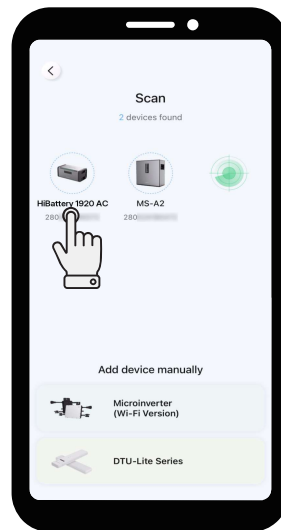 Scan
2 devices found
HiBattery 1920 AC
MS-A2
280
280
Add device manually
Microinverter
(Wi-Fi Version)
DTU-Lite Series